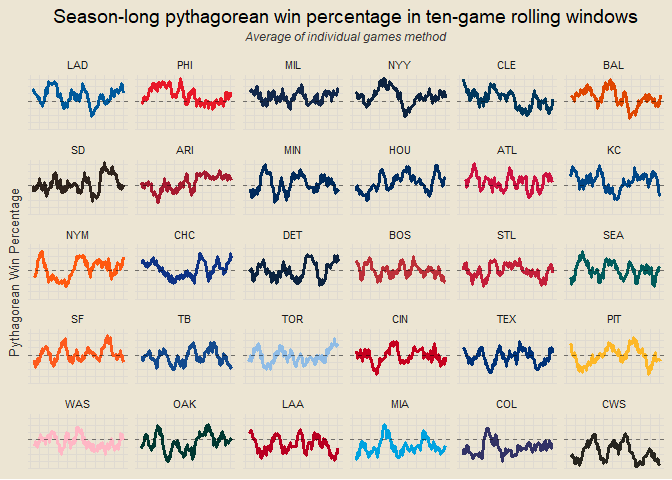 Season-long pythagorean win percentage in ten-game rolling windows
Average of individual games method
LAD PHI MIL NYY CLE BAL
SD ARI MIN HOU ATL KC
Pythagorean Win Percentage
NYM CHC DET BOS STL SEA
SF TB TOR CIN TEX PIT
WAS OAK LAA MIA COL CWS